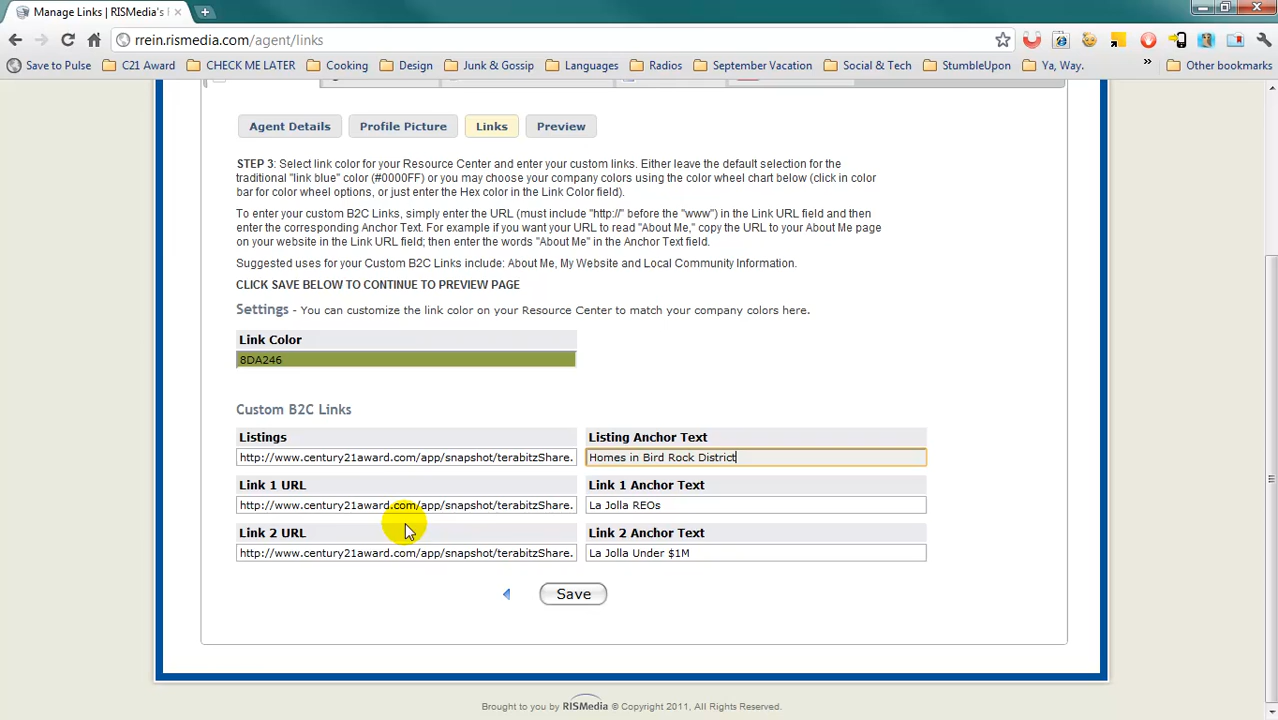 Manage Links | RISMedia's
rrein.rismedia.com/agent/links
Save to Pulse C21 Award CHECK ME LATER Cooking Design Junk & Gossip Languages Radios September Vacation Social & Tech StumbleUpon Ya, Way. » Other bookmarks
Agent Details Profile Picture Links Preview
STEP 3: Select link color for your Resource Center and enter your custom links. Either leave the default selection for the
traditional "link blue" color (#0000FF) or you may choose your company colors using the color wheel chart below (click in color
bar for color wheel options, or just enter the Hex color in the Link Color field).
To enter your custom B2C Links, simply enter the URL (must include "http://" before the "www") in the Link URL field and then
enter the corresponding Anchor Text. For example if you want your URL to read "About Me," copy the URL to your About Me page
on your website in the Link URL field; then enter the words "About Me" in the Anchor Text field.
Suggested uses for your Custom B2C Links include: About Me, My Website and Local Community Information.
CLICK SAVE BELOW TO CONTINUE TO PREVIEW PAGE
Settings - You can customize the link color on your Resource Center to match your company colors here.
Link Color
8DA246
Custom B2C Links
Listings Listing Anchor Text
http://www.century21award.com/app/snapshot/terabitzShare. Homes in Bird Rock District
Link 1 URL Link 1 Anchor Text
http://www.century21award.com/app/snapshot/terabitzShare. La Jolla REOs
Link 2 URL Link 2 Anchor Text
http://www.century21award.com/app/snapshot/terabitzShare. La Jolla Under $1M
Save
Brought to you by RISMedia © Copyright 2011, All Rights Reserved.